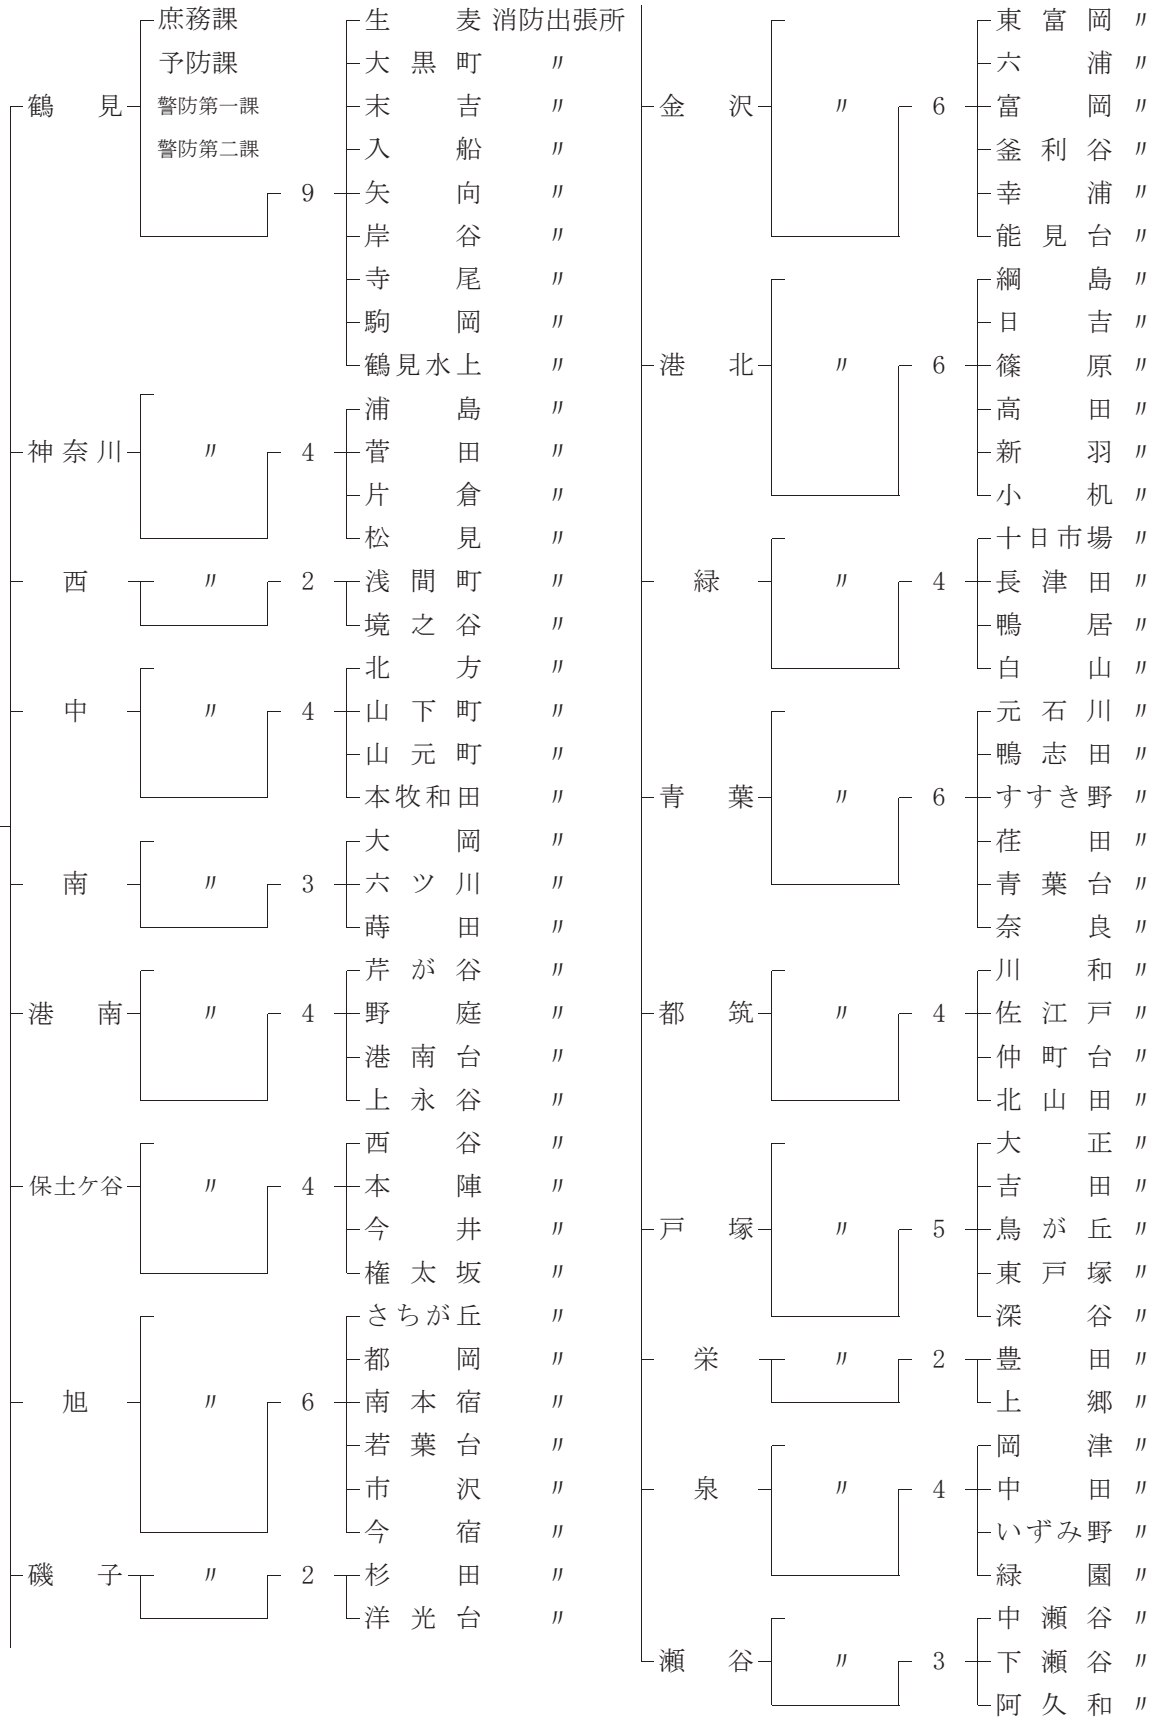 庶務課
予防課
警防第一課
警防第二課
鶴見
9
生麦消防出張所
大黒町 〃
末吉 〃
入船 〃
矢向 〃
岸谷 〃
寺尾 〃
駒岡 〃
鶴見水上 〃
神奈川 〃 4
浦島 〃
菅田 〃
片倉 〃
松見 〃
西 〃 2
浅間町 〃
境之谷 〃
中 〃 4
北方 〃
山下町 〃
山元町 〃
本牧和田 〃
南 〃 3
大岡 〃
六ツ川 〃
蒔田 〃
港南 〃 4
芹が谷 〃
野庭 〃
港南台 〃
上永谷 〃
保土ケ谷 〃 4
西谷 〃
本陣 〃
今井 〃
権太坂 〃
旭 〃 6
さちが丘 〃
都岡 〃
南本宿 〃
若葉台 〃
市沢 〃
今宿 〃
磯子 〃 2
杉田 〃
洋光台 〃
金沢 〃 6
東富岡 〃
六浦 〃
富岡 〃
釜利谷 〃
幸浦 〃
能見台 〃
港北 〃 6
綱島 〃
日吉 〃
篠原 〃
高田 〃
新羽 〃
小机 〃
緑 〃 4
十日市場 〃
長津田 〃
鴨居 〃
白山 〃
青葉 〃 6
元石川 〃
鴨志田 〃
すすき野 〃
荏田 〃
青葉台 〃
奈良 〃
都筑 〃 4
川和 〃
佐江戸 〃
仲町台 〃
北山田 〃
戸塚 〃 5
大正 〃
吉田 〃
鳥が丘 〃
東戸塚 〃
深谷 〃
栄 〃 2
豊田 〃
上郷 〃
泉 〃 4
岡津 〃
中田 〃
いずみ野 〃
緑園 〃
瀬谷 〃 3
中瀬谷 〃
下瀬谷 〃
阿久和 〃